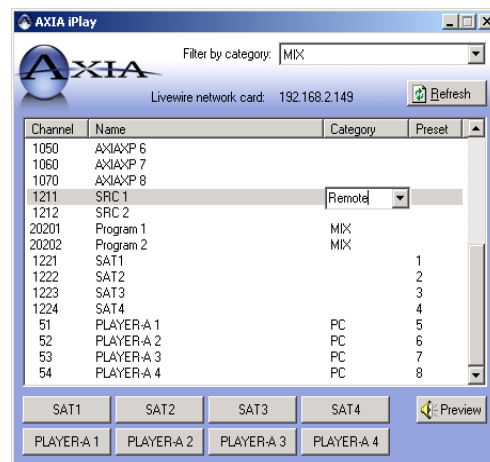 AXIA iPlay
AXIA
Filter by category: MIX
Livewire network card: 192.168.2.149
Refresh
Channel Name Category Preset
1050 AXIAXP 6
1060 AXIAXP 7
1070 AXIAXP 8
1211 SRC 1 Remote
1212 SRC 2
20201 Program 1 MIX
20202 Program 2 MIX
1221 SAT1 1
1222 SAT2 2
1223 SAT3 3
1224 SAT4 4
51 PLAYER-A 1 PC 5
52 PLAYER-A 2 PC 6
53 PLAYER-A 3 PC 7
54 PLAYER-A 4 PC 8
SAT1 SAT2 SAT3 SAT4 Preview
PLAYER-A 1 PLAYER-A 2 PLAYER-A 3 PLAYER-A 4